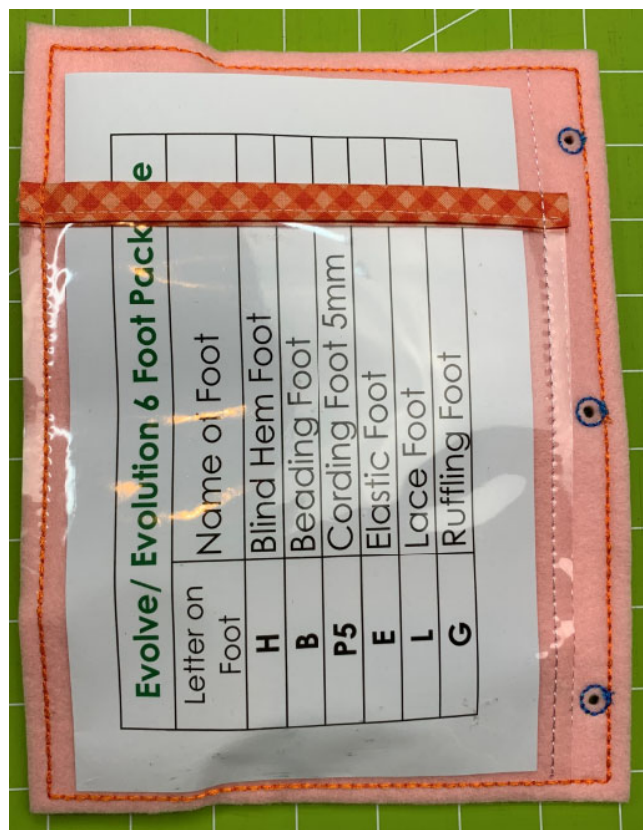 Evolve/ Evolution 6 Foot Pack e
Letter on
Foot
Name of Foot
H Blind Hem Foot
B Beading Foot
P5 Cording Foot 5mm
E Elastic Foot
L Lace Foot
G Ruffling Foot